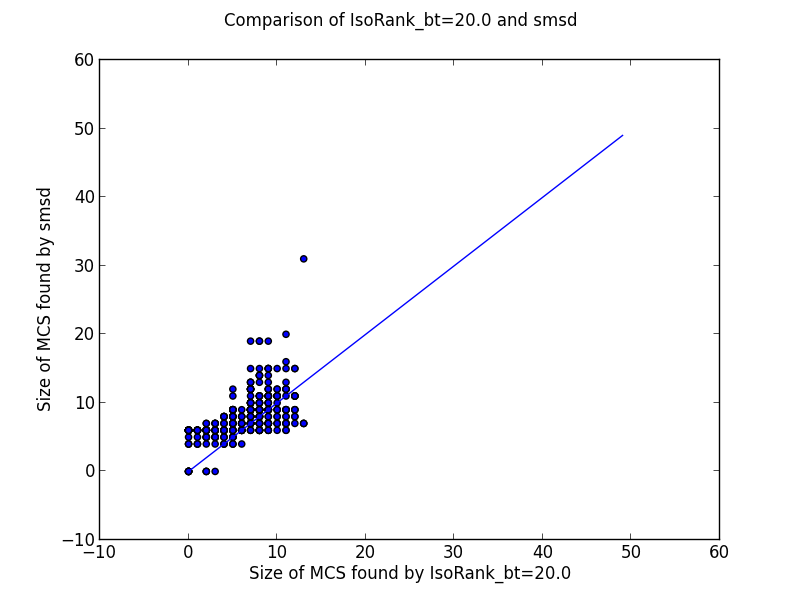 Comparison of IsoRank_bt=20.0 and smsd
60
50
40
30
20
10
0
−10
Size of MCS found by smsd
−10 0 10 20 30 40 50 60
Size of MCS found by IsoRank_bt=20.0